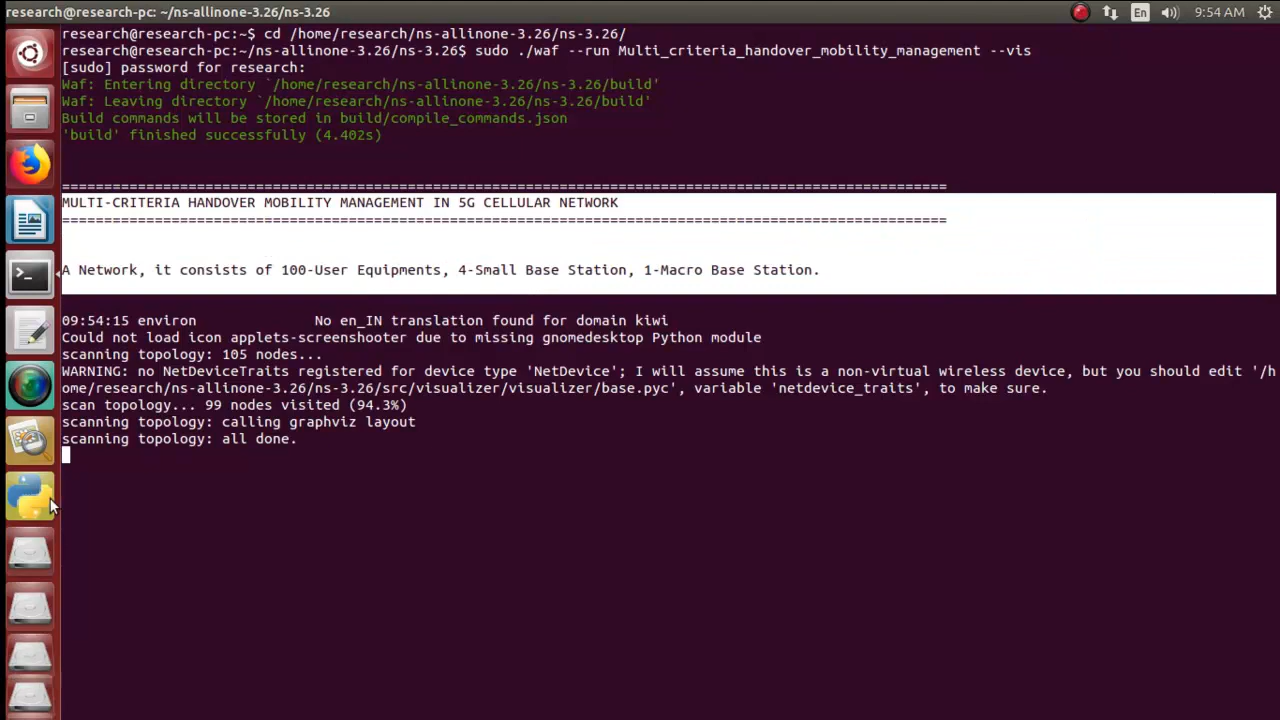 research@research-pc: ~/ns-allinone-3.26/ns-3.26
En
9:54 AM
research@research-pc:~$ cd /home/research/ns-allinone-3.26/ns-3.26/
research@research-pc:~/ns-allinone-3.26/ns-3.26$ sudo ./waf --run Multi_criteria_handover_mobility_management --vis
[sudo] password for research:
Waf: Entering directory `/home/research/ns-allinone-3.26/ns-3.26/build'
Waf: Leaving directory `/home/research/ns-allinone-3.26/ns-3.26/build'
Build commands will be stored in build/compile_commands.json
'build' finished successfully (4.402s)
=========================================================================================================
MULTI-CRITERIA HANDOVER MOBILITY MANAGEMENT IN 5G CELLULAR NETWORK
=========================================================================================================
A Network, it consists of 100-User Equipments, 4-Small Base Station, 1-Macro Base Station.
09:54:15 environ              No en_IN translation found for domain kiwi
Could not load icon applets-screenshooter due to missing gnomedesktop Python module
scanning topology: 105 nodes...
WARNING: no NetDeviceTraits registered for device type 'NetDevice'; I will assume this is a non-virtual wireless device, but you should edit '/h
ome/research/ns-allinone-3.26/ns-3.26/src/visualizer/visualizer/base.pyc', variable 'netdevice_traits', to make sure.
scan topology... 99 nodes visited (94.3%)
scanning topology: calling graphviz layout
scanning topology: all done.